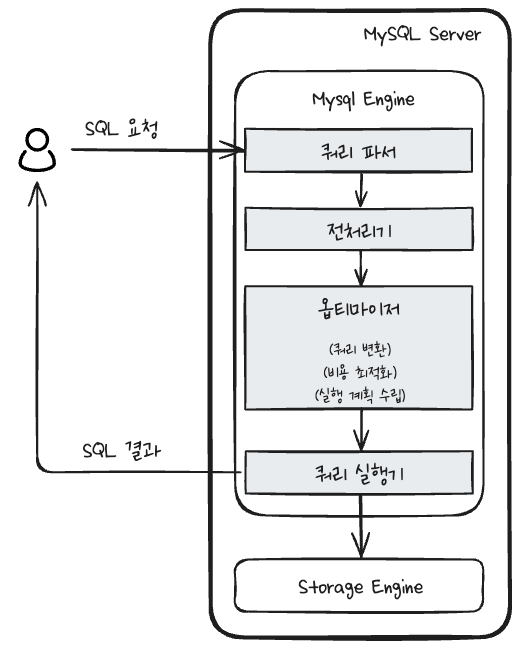 MySQL Server
Mysql Engine
SQL 요청
쿼리 파서
전처리기
옵티마이저
(쿼리 변환)
(비용 최적화)
(실행 계획 수립)
SQL 결과
쿼리 실행기
Storage Engine